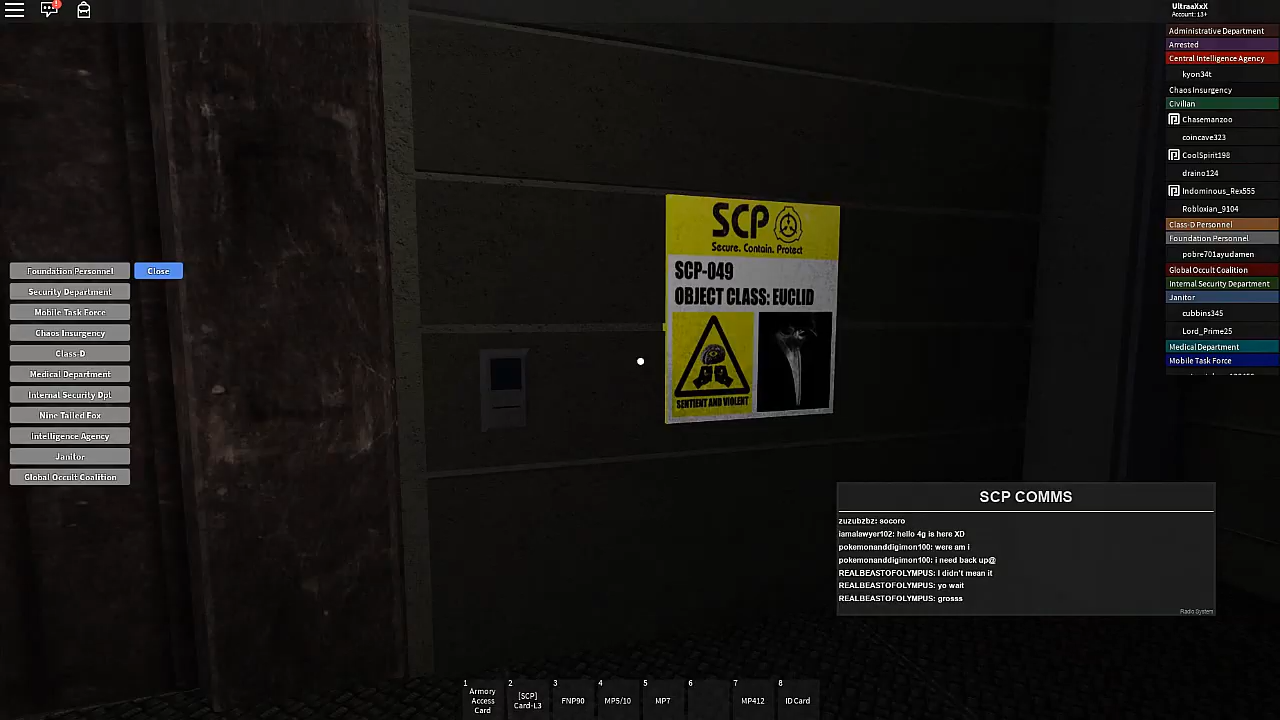 UltraaXxX
Account: 13+
Administrative Department
Arrested
Central Intelligence Agency
kyon34t
Chaos Insurgency
Civilian
Chasemanzoo
coincave323
CoolSpirit198
draino124
Indominous_Rex555
Robloxian_9104
Class-D Personnel
Foundation Personnel
pobre701ayudamen
Global Occult Coalition
Internal Security Department
Janitor
cubbins345
Lord_Prime25
Medical Department
Mobile Task Force
Foundation Personnel
Close
Security Department
Mobile Task Force
Chaos Insurgency
Class-D
Medical Department
Internal Security Dpt
Nine Tailed Fox
Intelligence Agency
Janitor
Global Occult Coalition
SCP
Secure. Contain. Protect
SCP-049
OBJECT CLASS: EUCLID
SENTIENT AND VIOLENT
SCP COMMS
zuzubzbz: socoro
iamalawyer102: hello 4g is here XD
pokemonanddigimon100: were am i
pokemonanddigimon100: i need back up@
REALBEASTOFOLYMPUS: I didn't mean it
REALBEASTOFOLYMPUS: yo wait
REALBEASTOFOLYMPUS: grosss
Radio System
1
Armory
Access
Card
2
[SCP]
Card-L3
3
FNP90
4
MP5/10
5
MP7
6
7
MP412
8
ID Card